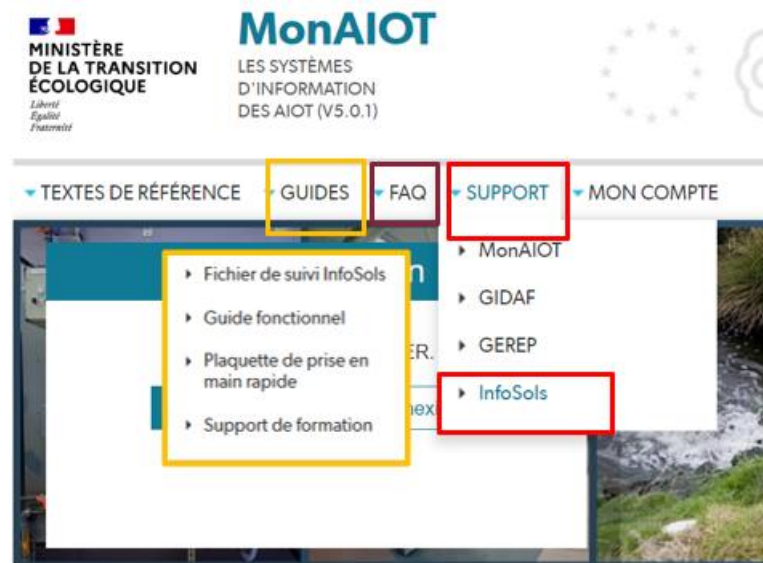 MINISTÈRE
DE LA TRANSITION
ÉCOLOGIQUE
Liberté
Égalité
Fraternité
MonAIOT
LES SYSTÈMES
D'INFORMATION
DES AIOT (V5.0.1)
TEXTES DE RÉFÉRENCE
GUIDES
FAQ
SUPPORT
MON COMPTE
Fichier de suivi InfoSols
Guide fonctionnel
Plaquette de prise en
main rapide
Support de formation
MonAIOT
GIDAF
GEREP
InfoSols